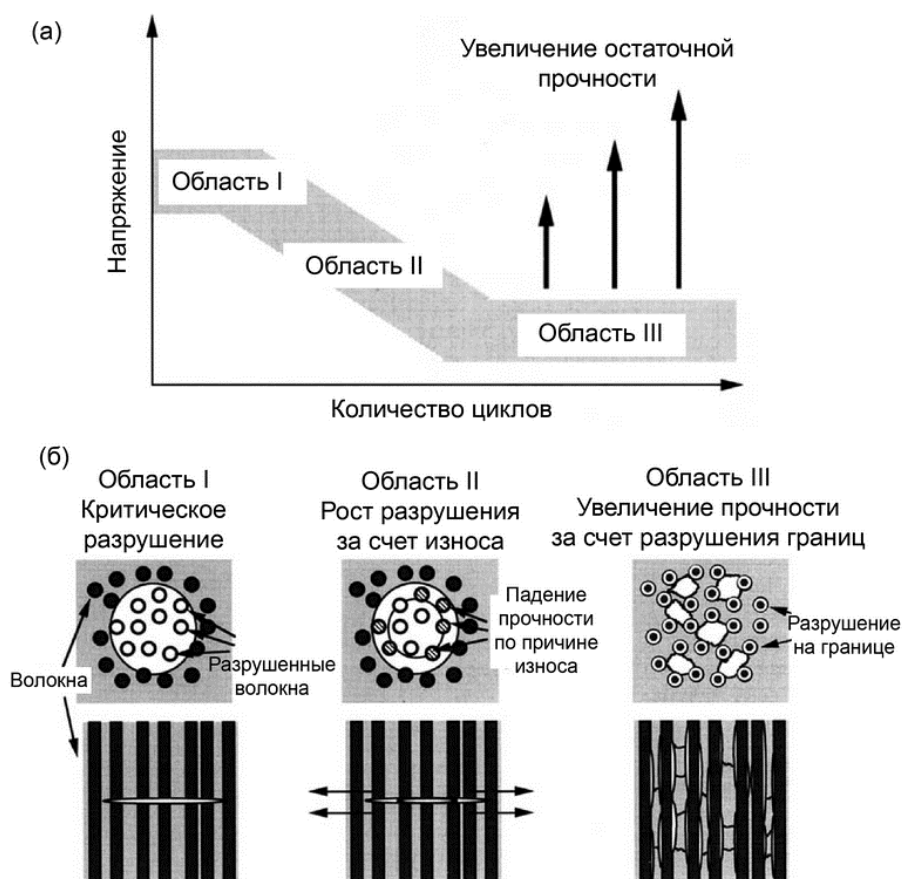 (а)
Увеличение остаточной
прочности
Напряжение
Область I
Область II
Область III
Количество циклов
(б)
Область I
Критическое
разрушение
Область II
Рост разрушения
за счет износа
Область III
Увеличение прочности
за счет разрушения границ
Волокна
Разрушенные
волокна
Падение
прочности
по причине
износа
Разрушение
на границе